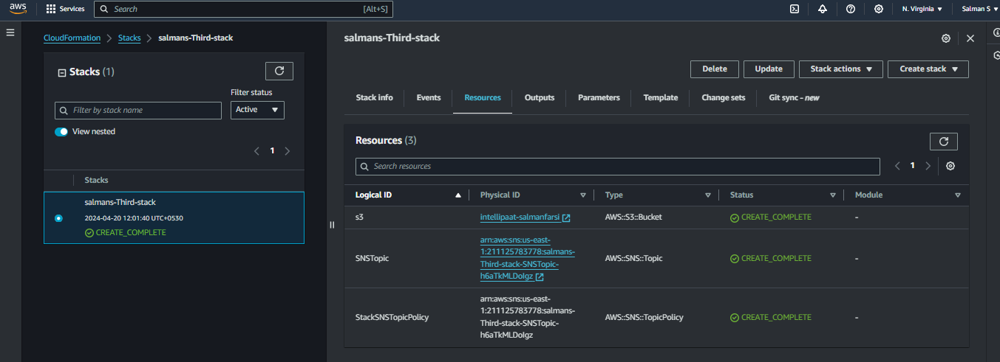 aws
Services
Search
[Alt+S]
N. Virginia
Salman S
CloudFormation
Stacks
salmans-Third-stack
Stacks (1)
Filter status
Filter by stack name
Active
View nested
1
Stacks
salmans-Third-stack
2024-04-20 12:01:40 UTC+0530
CREATE_COMPLETE
salmans-Third-stack
Delete
Update
Stack actions
Create stack
Stack info
Events
Resources
Outputs
Parameters
Template
Change sets
Git sync - new
Resources (3)
Search resources
1
Logical ID
Physical ID
Type
Status
Module
s3
intellipaat-salmanfarsi
AWS::S3::Bucket
CREATE_COMPLETE
-
SNSTopic
arn:aws:sns:us-east-
1:211125783778:salmans-
Third-stack-SNSTopic-
h6aTkMLDoIgz
AWS::SNS::Topic
CREATE_COMPLETE
-
StackSNSTopicPolicy
arn:aws:sns:us-east-
1:211125783778:salmans-
Third-stack-SNSTopic-
h6aTkMLDoIgz
AWS::SNS::TopicPolicy
CREATE_COMPLETE
-